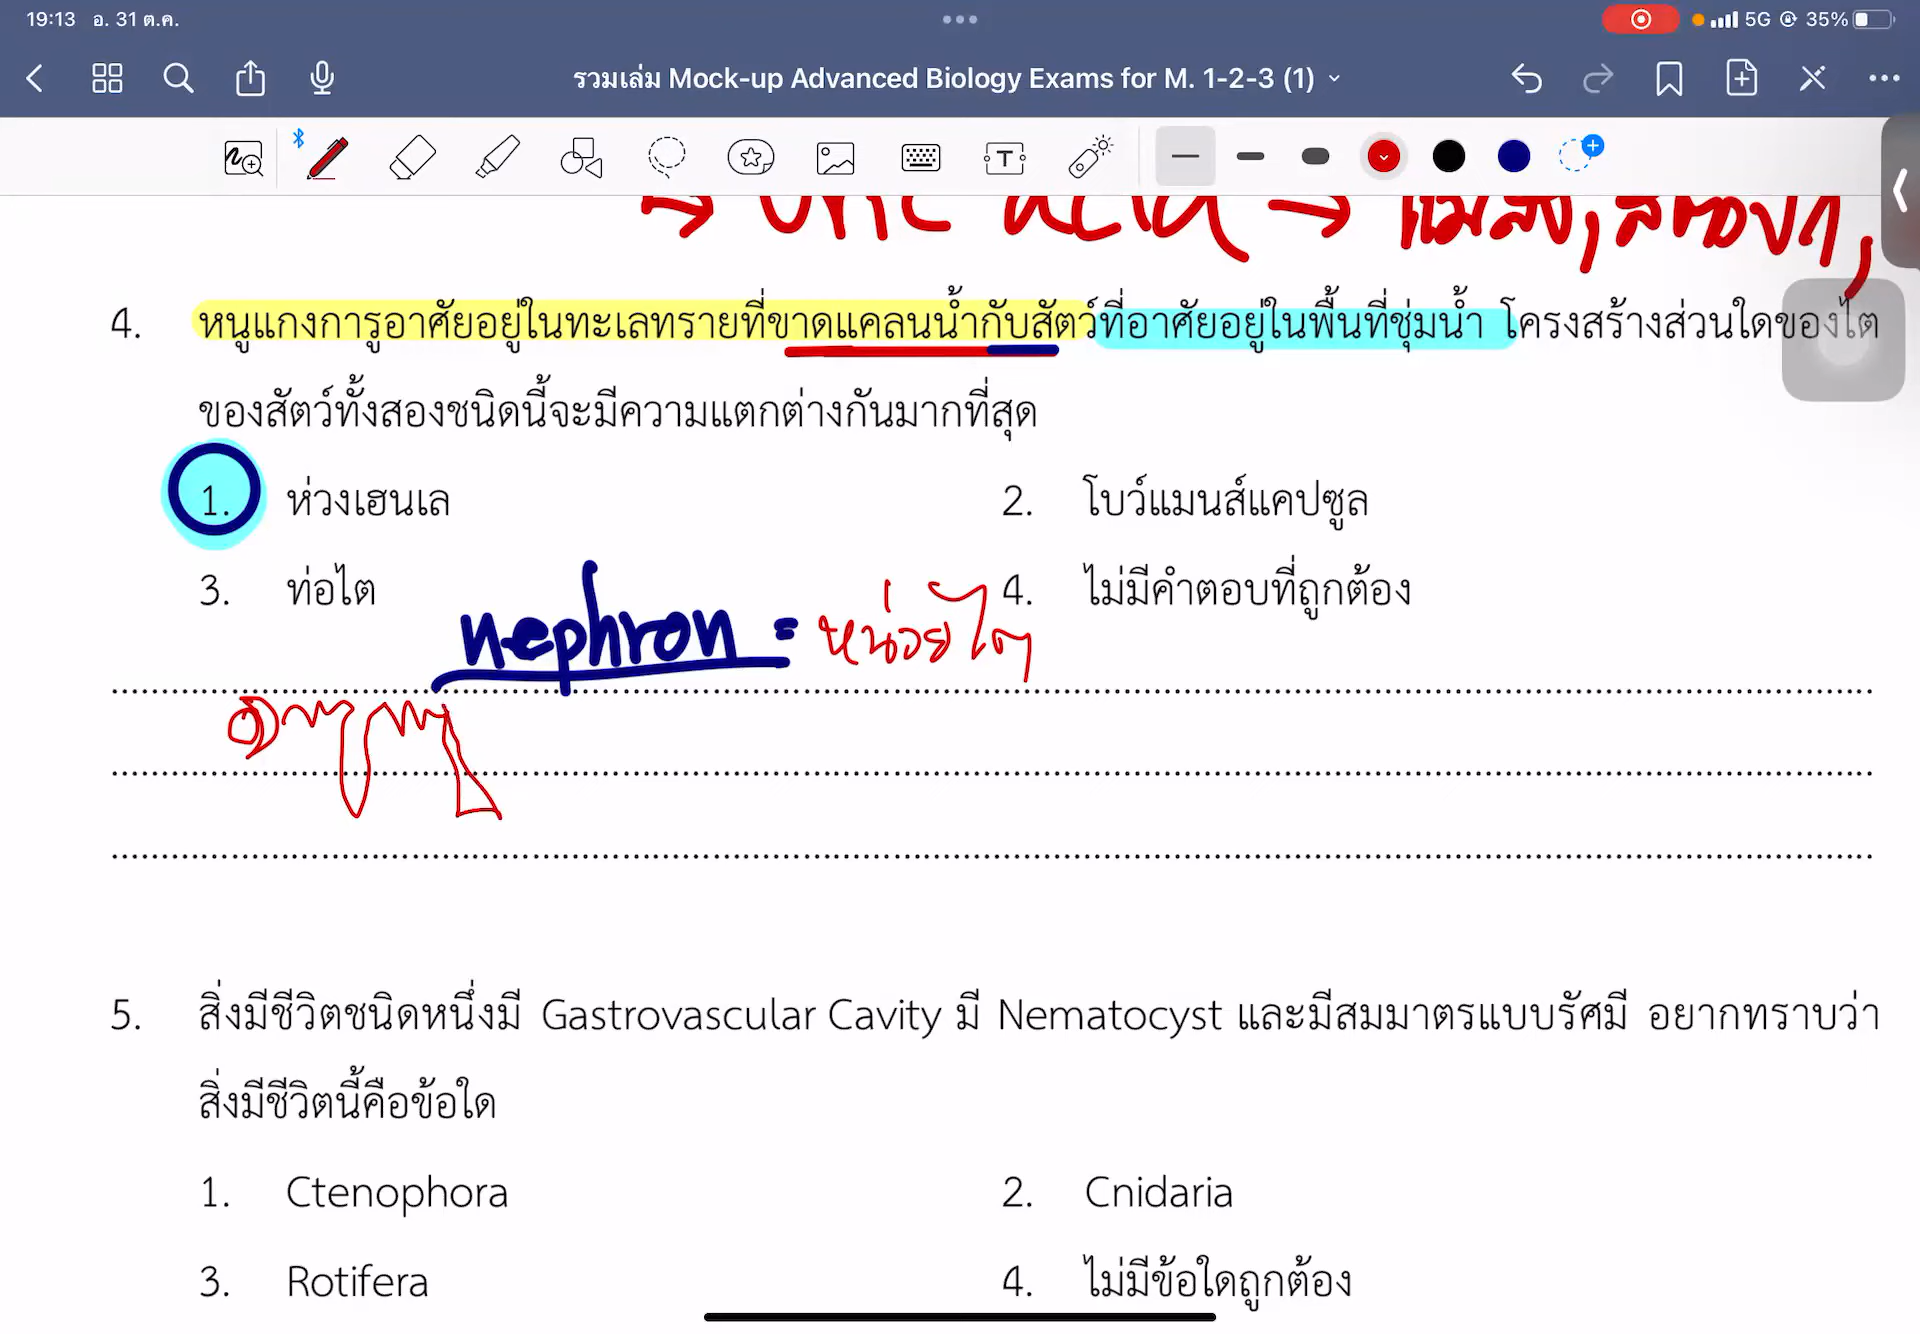 19:13 อ. 31 ต.ค.
5G 35%
รวมเล่ม Mock-up Advanced Biology Exams for M. 1-2-3 (1)
→ uric acid → แมลง, สัตว์ปีก,
4. หนูแกงการูอาศัยอยู่ในทะเลทรายที่ขาดแคลนน้ำกับสัตว์ที่อาศัยอยู่ในพื้นที่ชุ่มน้ำ โครงสร้างส่วนใดของไต
ของสัตว์ทั้งสองชนิดนี้จะมีความแตกต่างกันมากที่สุด
1. ห่วงเฮนเล
2. โบว์แมนส์แคปซูล
3. ท่อไต
4. ไม่มีคำตอบที่ถูกต้อง
nephron = หน่วยไต
5. สิ่งมีชีวิตชนิดหนึ่งมี Gastrovascular Cavity มี Nematocyst และมีสมมาตรแบบรัศมี อยากทราบว่า
สิ่งมีชีวิตนี้คือข้อใด
1. Ctenophora
2. Cnidaria
3. Rotifera
4. ไม่มีข้อใดถูกต้อง